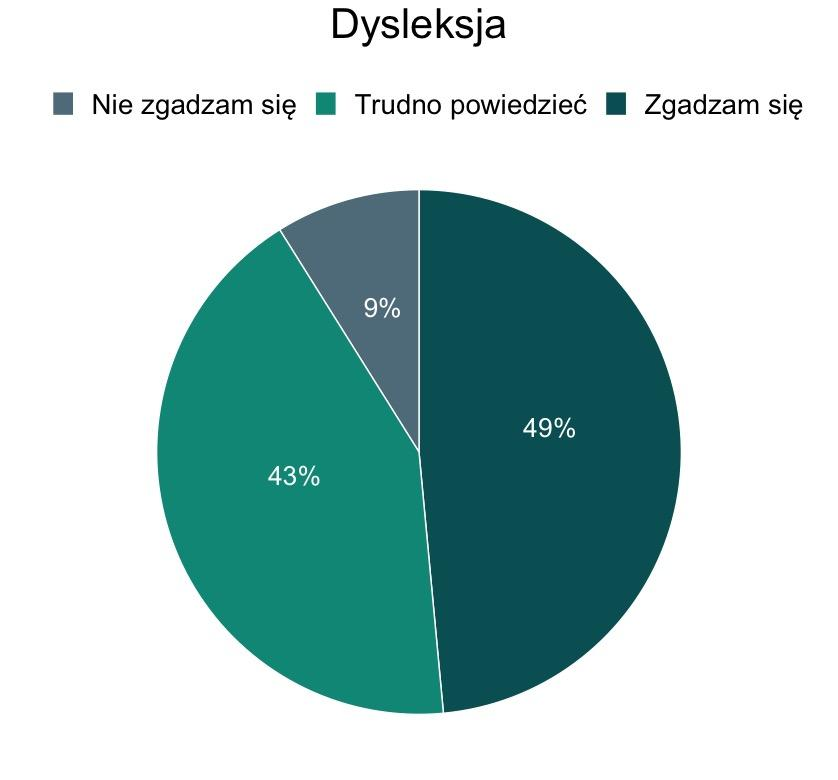 Dysleksja
Nie zgadzam się Trudno powiedzieć Zgadzam się
9%
49%
43%